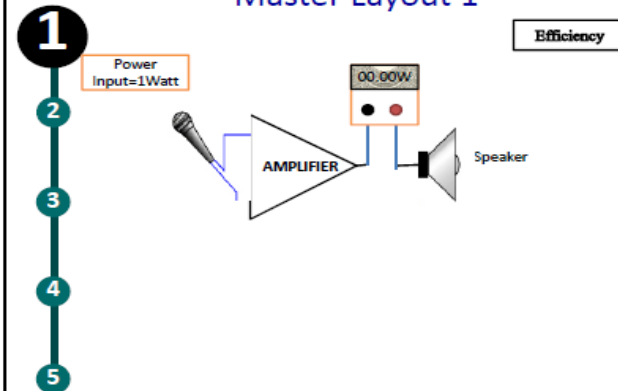 Master Layout 1
1
Efficiency
Power
Input=1Watt
00.00W
2
AMPLIFIER
Speaker
3
4
5